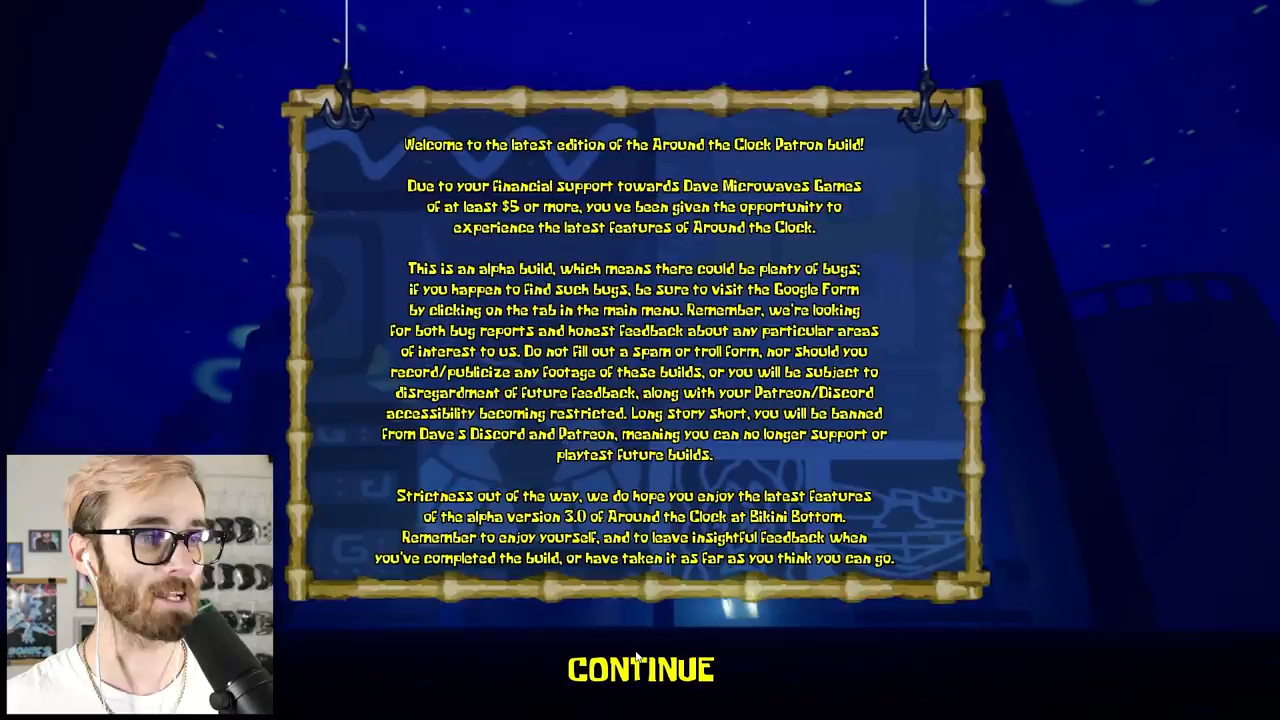 Welcome to the latest edition of the Around the Clock Patron build!
Due to your financial support towards Dave Microwaves Games
of at least $5 or more, you've been given the opportunity to
experience the latest features of Around the Clock.
This is an alpha build, which means there could be plenty of bugs;
if you happen to find such bugs, be sure to visit the Google Form
by clicking on the tab in the main menu. Remember, we're looking
for both bug reports and honest feedback about any particular areas
of interest to us. Do not fill out a spam or troll form, nor should you
record/publicize any footage of these builds, or you will be subject to
disregardment of future feedback, along with your Patreon/Discord
accessibility becoming restricted. Long story short, you will be banned
from Dave's Discord and Patreon, meaning you can no longer support or
playtest future builds.
Strictness out of the way, we do hope you enjoy the latest features
of the alpha version 3.0 of Around the Clock at Bikini Bottom.
Remember to enjoy yourself, and to leave insightful feedback when
you've completed the build, or have taken it as far as you think you can go.
CONTINUE